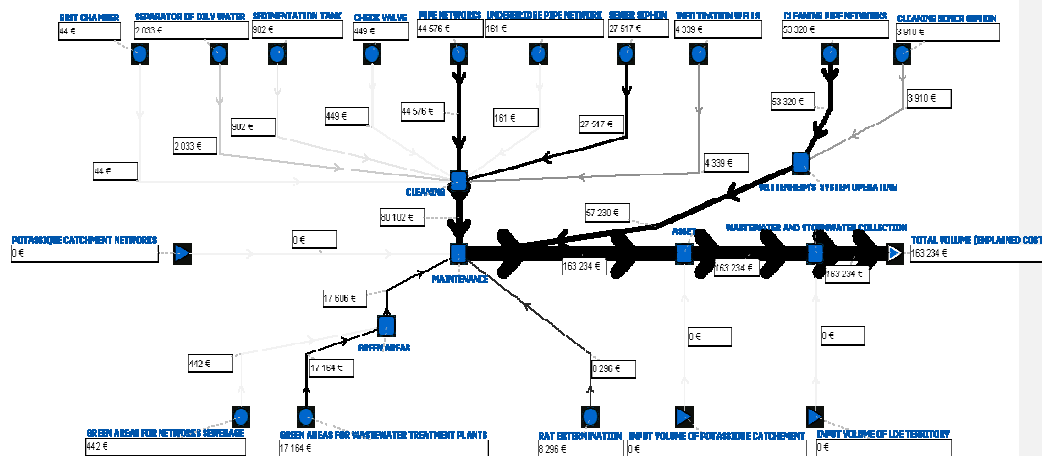 GRIT CHAMBER
44 €
SEPARATOR OF OILY WATER
2 033 €
SEDIMENTATION TANK
902 €
CHECK VALVE
449 €
PIPE NETWORKS
44 576 €
UNDERBRIDGE PIPE NETWORK
161 €
SEWER SIPHON
27 517 €
INFILTRATION WELLS
4 339 €
CLEANING PIPE NETWORKS
53 320 €
CLEANING SEWER SIPHON
3 910 €
44 €
2 033 €
902 €
449 €
44 576 €
161 €
27 517 €
4 339 €
53 320 €
3 910 €
CLEANING
SYSTEM OPERATION
80 102 €
57 230 €
POTASSIQUE CATCHMENT NETWORKS
0 €
0 €
MAINTENANCE
163 234 €
ASSET
163 234 €
WASTEWATER AND STORMWATER COLLECTION
163 234 €
TOTAL VOLUME (EXPLAINED COST
163 234 €
17 606 €
GREEN AREAS
442 €
17 164 €
8 296 €
0 €
0 €
GREEN AREAS FOR NETWORKS SEWERAGE
442 €
GREEN AREAS FOR WASTEWATER TREATMENT PLANTS
17 164 €
RAT EXTERMINATION
8 296 €
INPUT VOLUME OF POTASSIQUE CATCHEMENT
0 €
INPUT VOLUME OF LDE TERRITORY
0 €